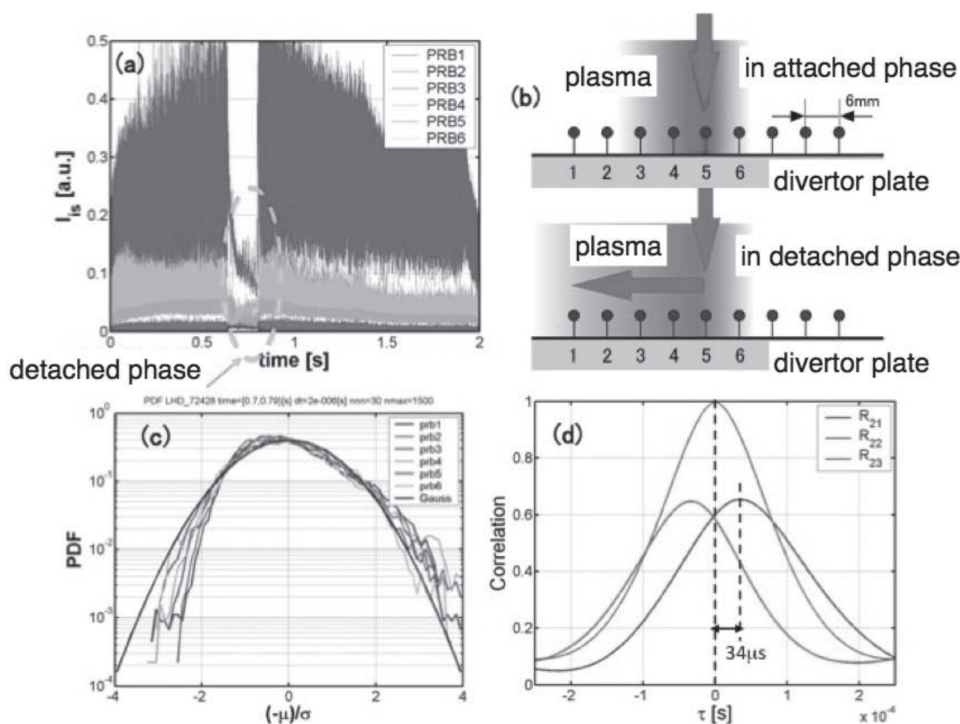 (a)
0.5
0.4
0.3
0.2
0.1
0
I_is [a.u.]
0
0.5
1
1.5
2
time [s]
PRB1
PRB2
PRB3
PRB4
PRB5
PRB6
detached phase
(b)
plasma
in attached phase
6mm
1 2 3 4 5 6
divertor plate
plasma
in detached phase
1 2 3 4 5 6
divertor plate
PDF LHD_72428 time=[0.7,0.79][s] dt=2e-006[s] nnn=30 nmax=1500
(c)
10^0
10^-1
10^-2
10^-3
10^-4
PDF
-4
-2
0
2
4
(-μ)/σ
prb1
prb2
prb3
prb4
prb5
prb6
Gauss
(d)
1
0.8
0.6
0.4
0.2
0
Correlation
R_21
R_22
R_23
34μs
-2
-1
0
1
2
x 10^-4
τ [s]